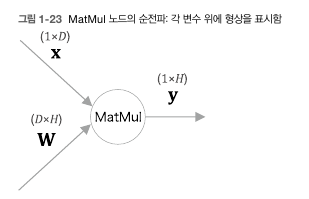 그림 1-23 MatMul 노드의 순전파: 각 변수 위에 형상을 표시함
(1×D)
x
(1×H)
y
(D×H)
W
MatMul